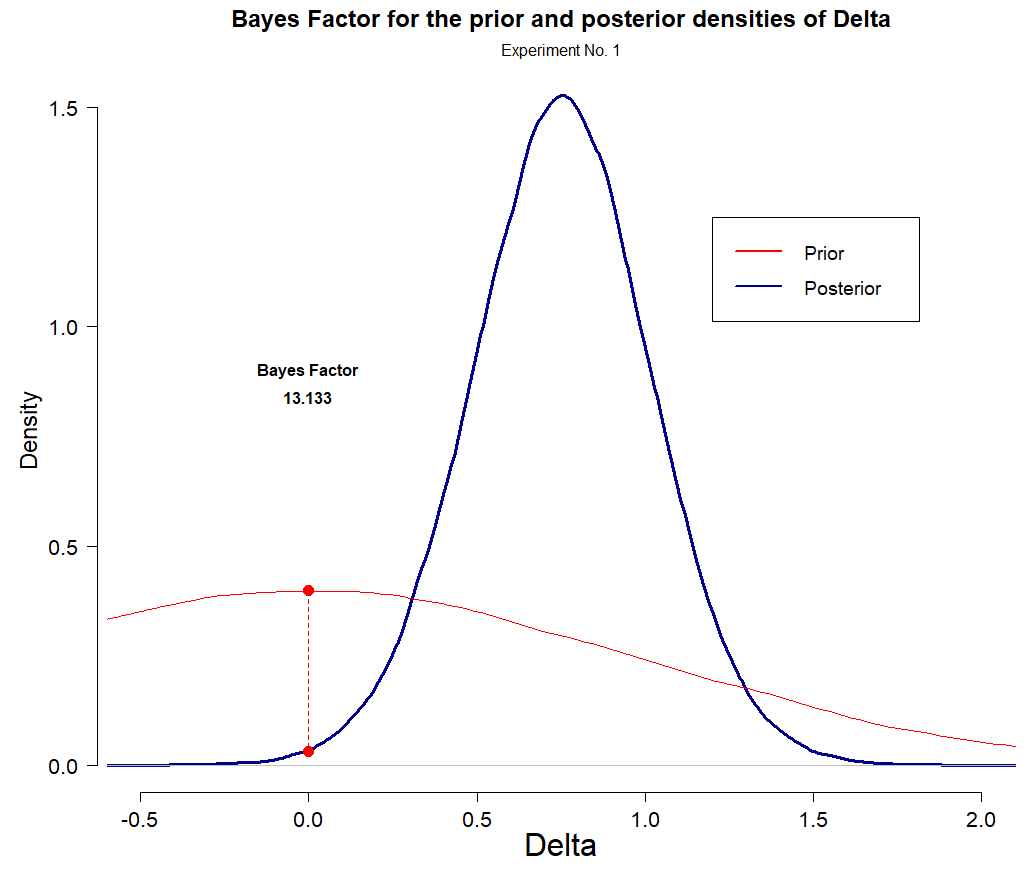 Bayes Factor for the prior and posterior densities of Delta
Experiment No. 1
1.5
1.0
0.5
0.0
Density
Bayes Factor
13.133
Prior
Posterior
-0.5 0.0 0.5 1.0 1.5 2.0
Delta